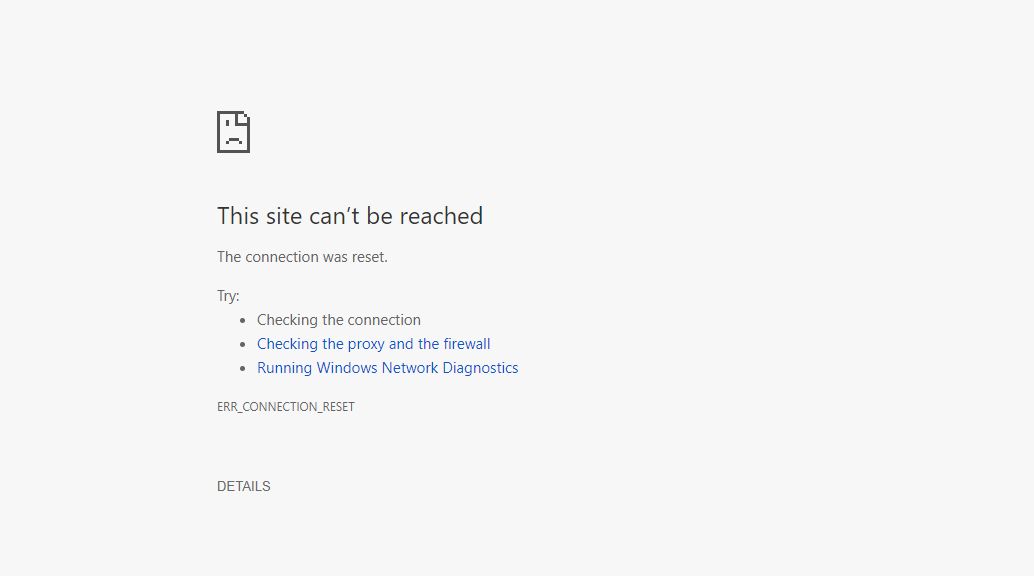 This site can’t be reached
The connection was reset.
Try:
Checking the connection
Checking the proxy and the firewall
Running Windows Network Diagnostics
ERR_CONNECTION_RESET
DETAILS